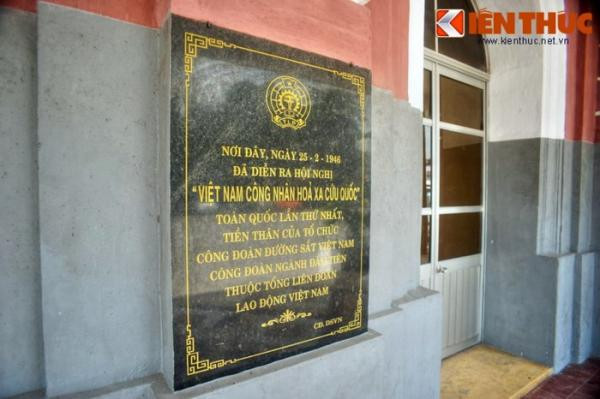 KIẾN THỨC
www.kienthuc.net.vn
NƠI ĐÂY, NGÀY 25 - 2 - 1946
ĐÃ DIỄN RA HỘI NGHỊ
"VIỆT NAM CÔNG NHÂN HOẢ XA CỨU QUỐC"
TOÀN QUỐC LẦN THỨ NHẤT,
TIỀN THÂN CỦA TỔ CHỨC
CÔNG ĐOÀN ĐƯỜNG SẮT VIỆT NAM
CÔNG ĐOÀN NGÀNH ĐẦU TIÊN
THUỘC TỔNG LIÊN ĐOÀN
LAO ĐỘNG VIỆT NAM
CĐ. ĐSVN